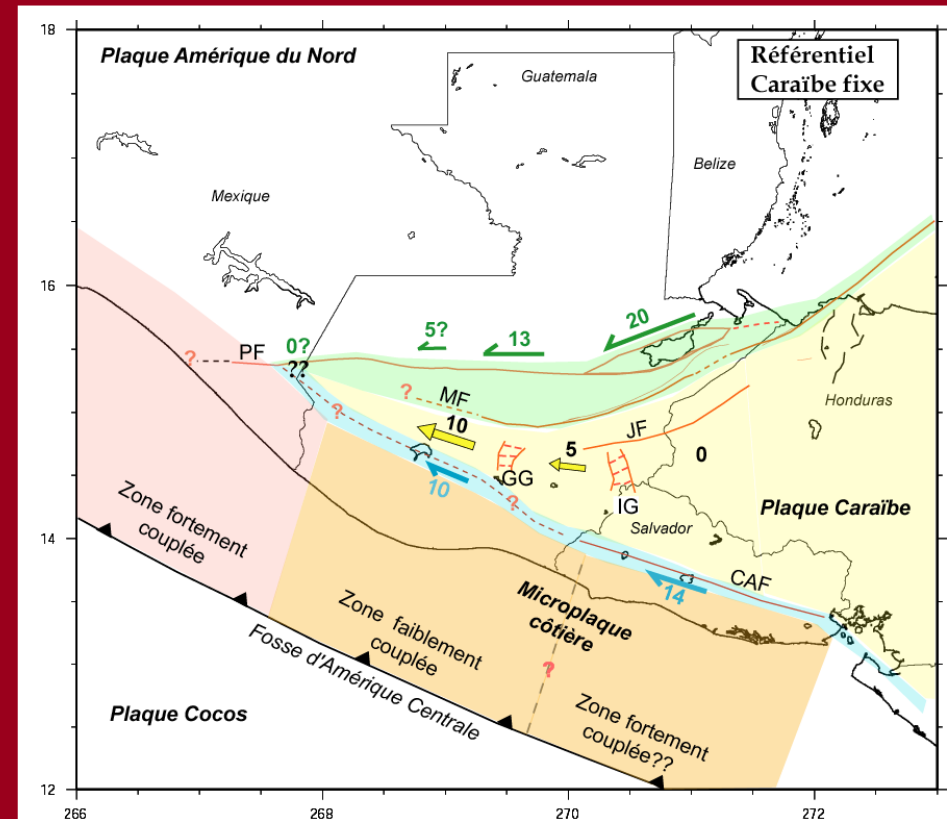 18
Plaque Amérique du Nord
Référentiel
Caraïbe fixe
Guatemala
Belize
Mexique
16
20
5?
13
0?
??
?
PF
MF
?
?
10
JF
Honduras
5
0
GG
10
?
IG
Zone fortement
couplée
Plaque Caraïbe
Salvador
14
CAF
14
Microplaque
côtière
Zone faiblement
couplée
?
Fosse d'Amérique Centrale
Plaque Cocos
Zone fortement
couplée??
12
266
268
270
272